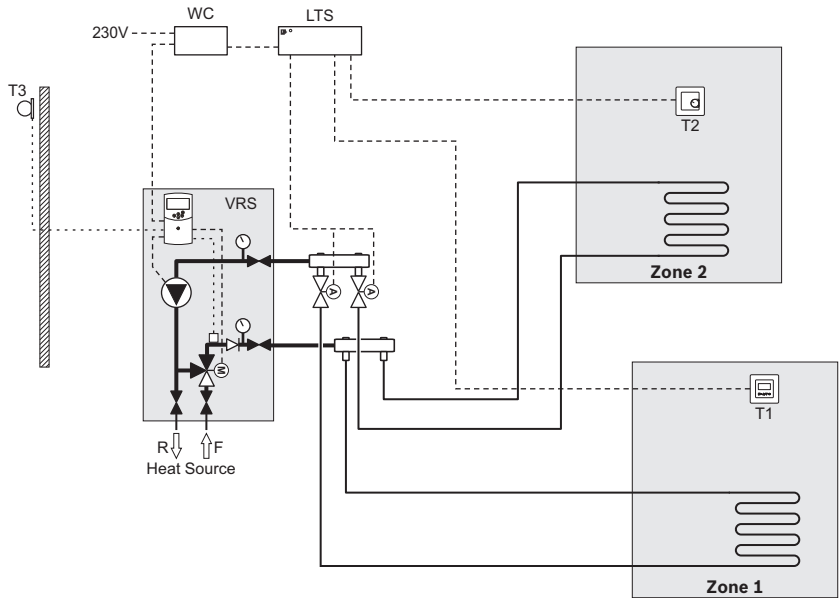 WC
LTS
230V
T3
T2
VRS
A
A
Zone 2
M
T1
R
F
Heat Source
Zone 1